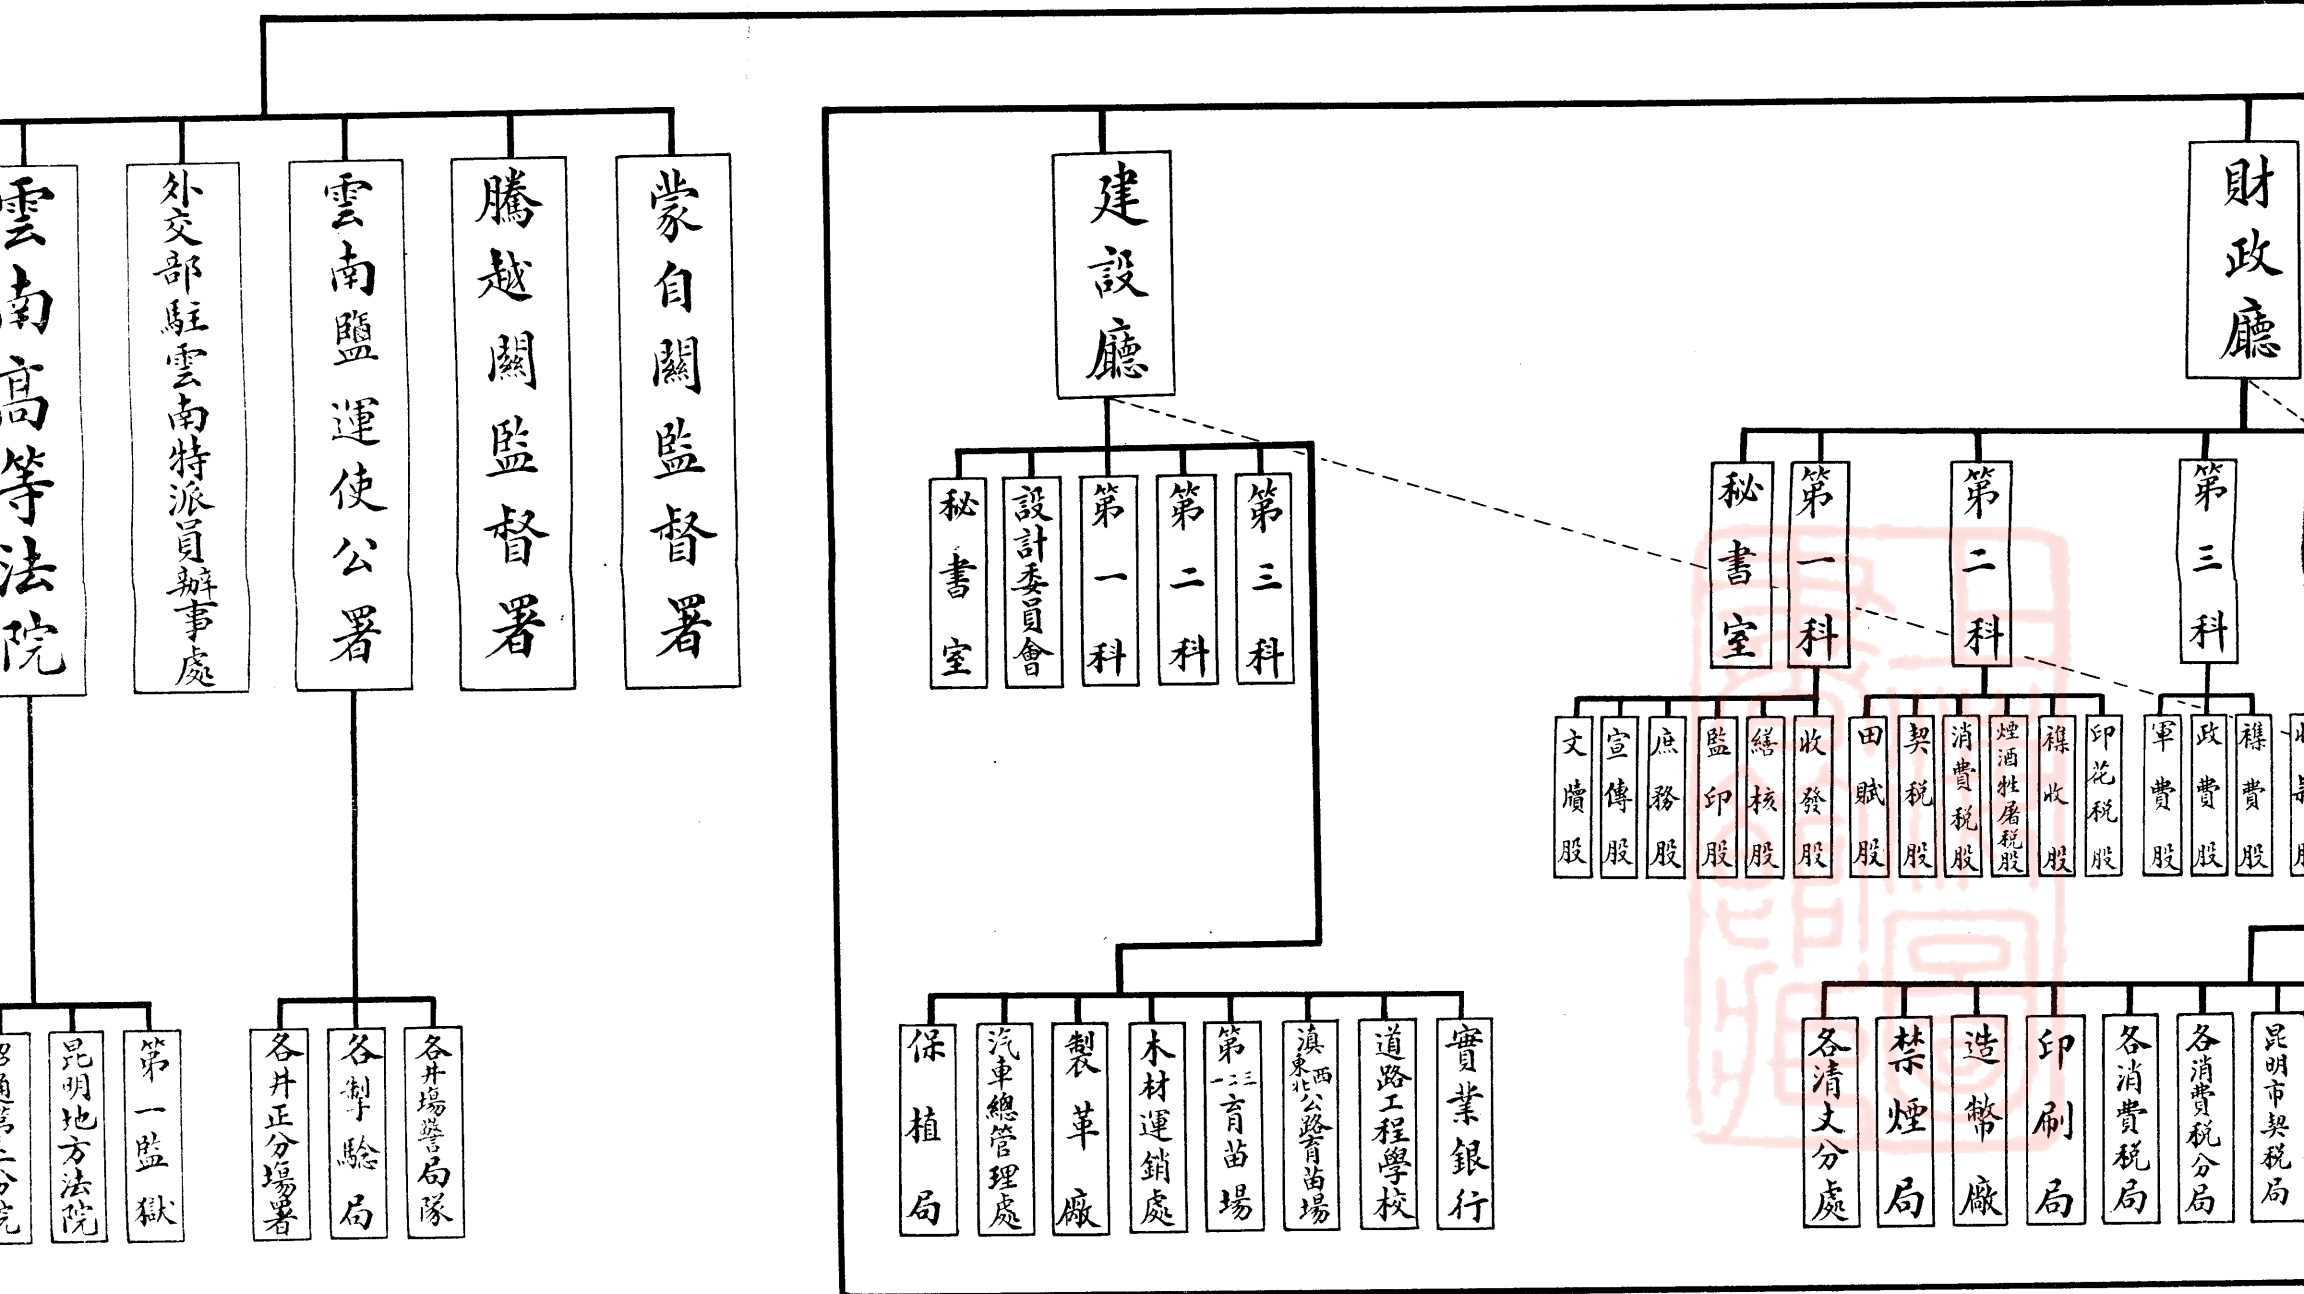 財政廳
建設廳
蒙自關監督署
騰越關監督署
雲南鹽運使公署
外交部駐雲南特派員辦事處
雲南高等法院
第三科
第二科
第一科
秘書室
第三科
第二科
第一科
設計委員會
秘書室
襍費股
政費股
軍費股
印花税股
襍收股
煙酒牲屠税股
消費税股
契税股
田賦股
收發股
繕核股
監印股
庶務股
宣傳股
文牘股
昆明市契税局
各消費税分局
各消費税局
印刷局
造幣廠
禁煙局
各清丈分處
實業銀行
道路工程學校
滇東西北公路育苗場
第一二三育苗場
木材運銷處
製革廠
汽車總管理處
保植局
各井場警局隊
各掣騐局
各井正分場署
第一監獄
昆明地方法院